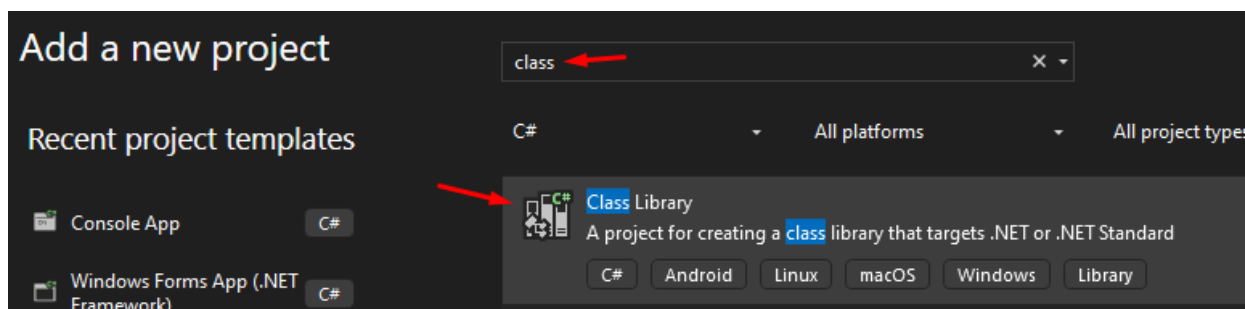 Add a new project
class
Recent project templates
C#
All platforms
All project types
Console App
C#
Windows Forms App (.NET
Framework)
C#
Class Library
A project for creating a class library that targets .NET or .NET Standard
C#
Android
Linux
macOS
Windows
Library